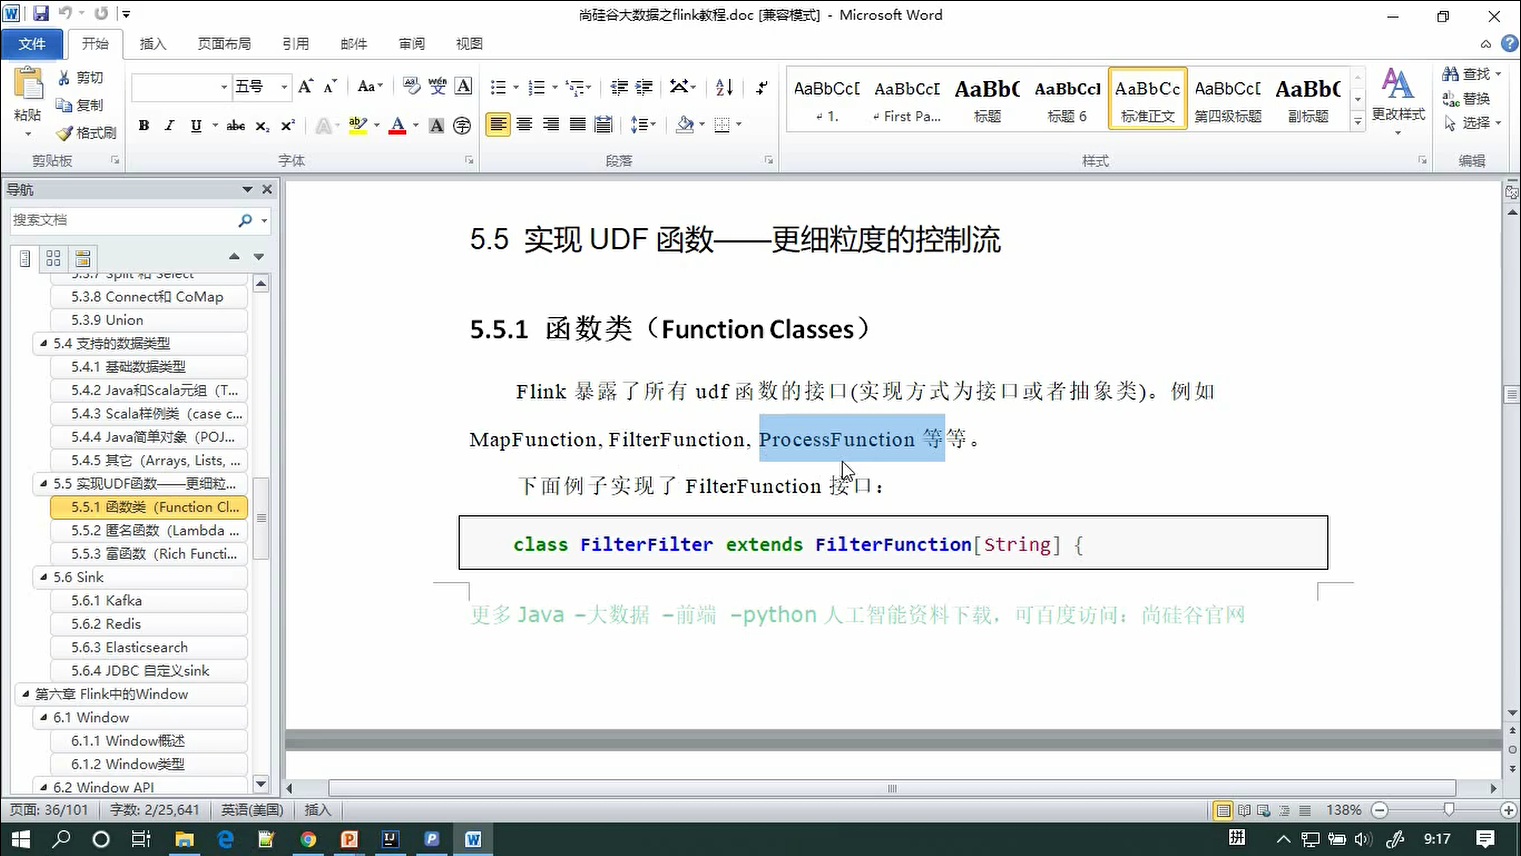 尚硅谷大数据之flink教程.doc [兼容模式] - Microsoft Word
文件 开始 插入 页面布局 引用 邮件 审阅 视图
粘贴 剪切 复制 格式刷
五号
AaBbCcI AaBbCcI AaBb( AaBbCcl AaBbCc AaBbCcI AaBb(
1. First Pa... 标题 标题 6 标准正文 第四级标题 副标题
更改样式
查找
替换
选择
剪贴板 字体 段落 样式 编辑
导航
搜索文档
5.3.7 Split 和 Select
5.3.8 Connect和 CoMap
5.3.9 Union
5.4 支持的数据类型
5.4.1 基础数据类型
5.4.2 Java和Scala元组（T...
5.4.3 Scala样例类（case c...
5.4.4 Java简单对象（POJ...
5.4.5 其它（Arrays, Lists, ...
5.5 实现UDF函数——更细粒...
5.5.1 函数类（Function Cl...
5.5.2 匿名函数（Lambda ...
5.5.3 富函数（Rich Functi...
5.6 Sink
5.6.1 Kafka
5.6.2 Redis
5.6.3 Elasticsearch
5.6.4 JDBC 自定义sink
第六章 Flink中的Window
6.1 Window
6.1.1 Window概述
6.1.2 Window类型
6.2 Window API
5.5 实现 UDF 函数——更细粒度的控制流
5.5.1 函数类（Function Classes）
Flink 暴露了所有 udf 函数的接口(实现方式为接口或者抽象类)。例如
MapFunction, FilterFunction, ProcessFunction 等等。
下面例子实现了 FilterFunction 接口：
class FilterFilter extends FilterFunction[String] {
更多 Java –大数据 –前端 –python 人工智能资料下载，可百度访问：尚硅谷官网
页面: 36/101 字数: 2/25,641 英语(美国) 插入 138%
拼 9:17